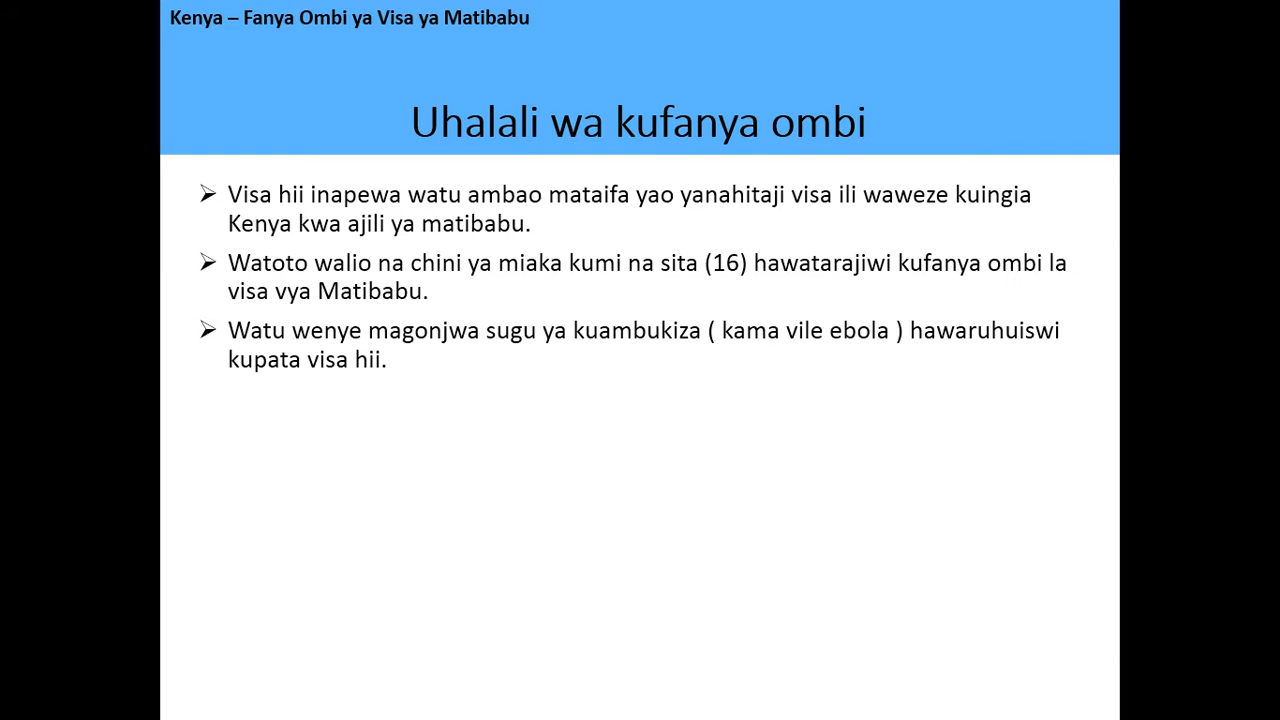 Kenya – Fanya Ombi ya Visa ya Matibabu
Uhalali wa kufanya ombi
➢ Visa hii inapewa watu ambao mataifa yao yanahitaji visa ili waweze kuingia
Kenya kwa ajili ya matibabu.
➢ Watoto walio na chini ya miaka kumi na sita (16) hawatarajiwi kufanya ombi la
visa vya Matibabu.
➢ Watu wenye magonjwa sugu ya kuambukiza ( kama vile ebola ) hawaruhuiswi
kupata visa hii.